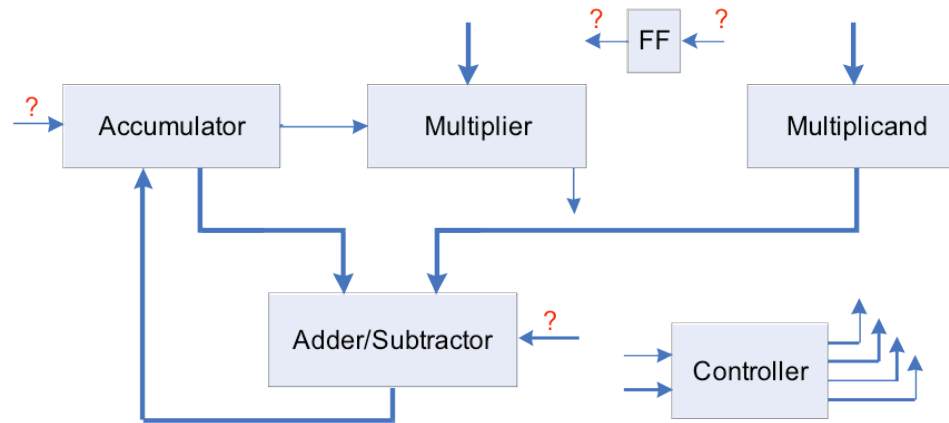 ? FF ?
? Accumulator Multiplier Multiplicand
Adder/Subtractor ?
Controller